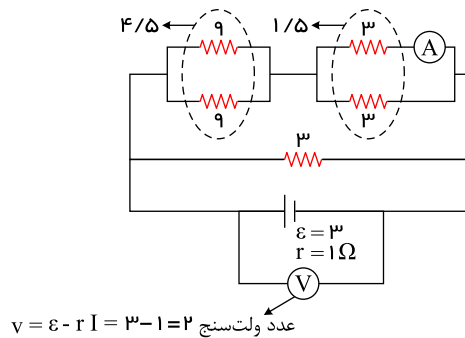 ۴/۵ ۹ ۱/۵ ۳ A
۹ ۳
۳
ε = ۳
r = ۱Ω
V
v = ε - r I = ۳-۱=۲ عدد ولت‌سنج